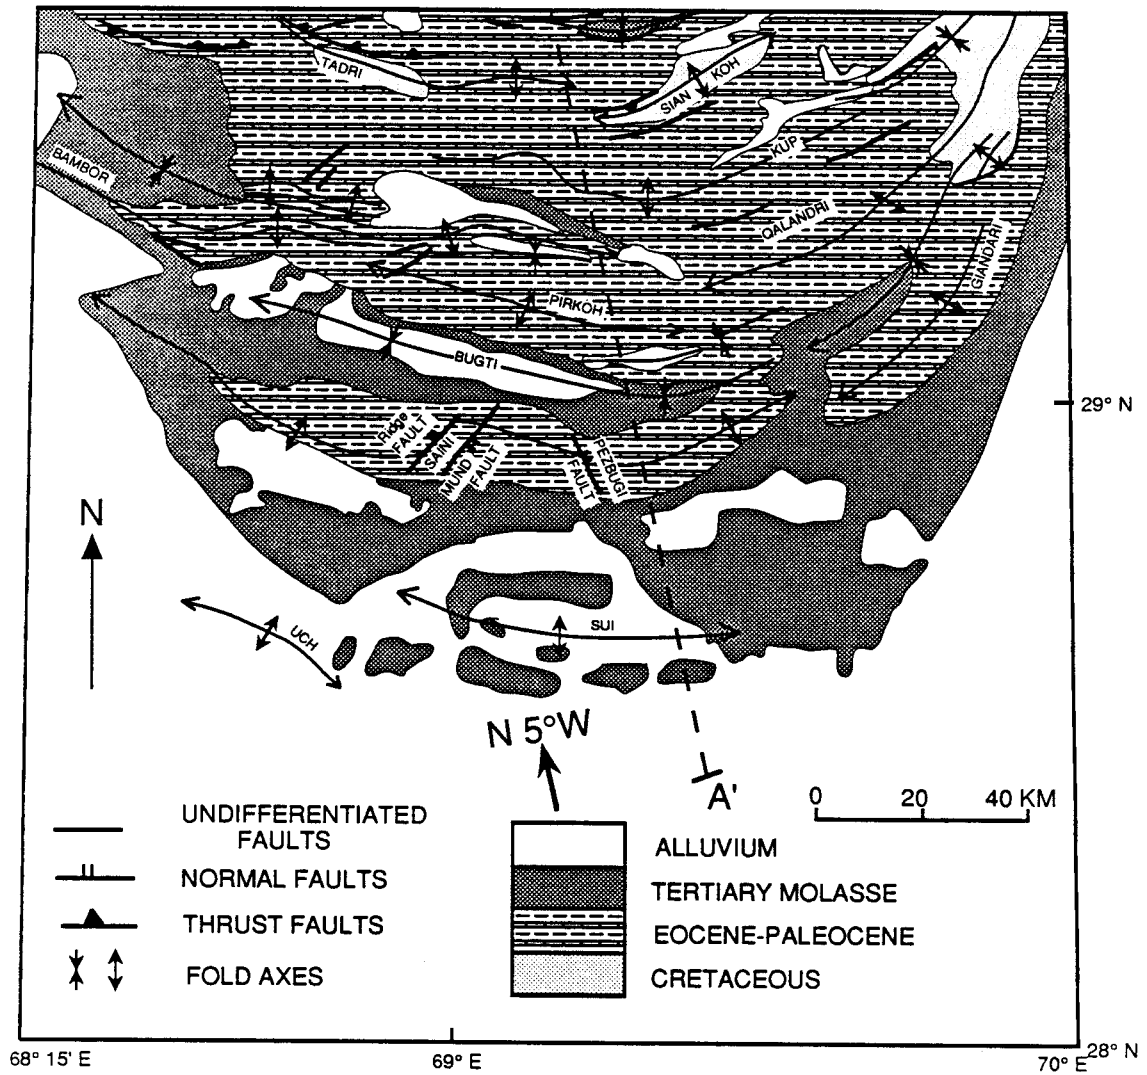 TADRI
SIAN KOH
KUP
BAMBOR
QALANDRI
GIANDARI
PIRKOH
BUGTI
29° N
Ridge
FAULT
SAINI
MUND
FAULT
PEZBUGI
FAULT
N
UCH
SUI
N 5°W
A'
0 20 40 KM
UNDIFFERENTIATED
FAULTS
NORMAL FAULTS
THRUST FAULTS
FOLD AXES
ALLUVIUM
TERTIARY MOLASSE
EOCENE-PALEOCENE
CRETACEOUS
68° 15' E
69° E
70° E
28° N